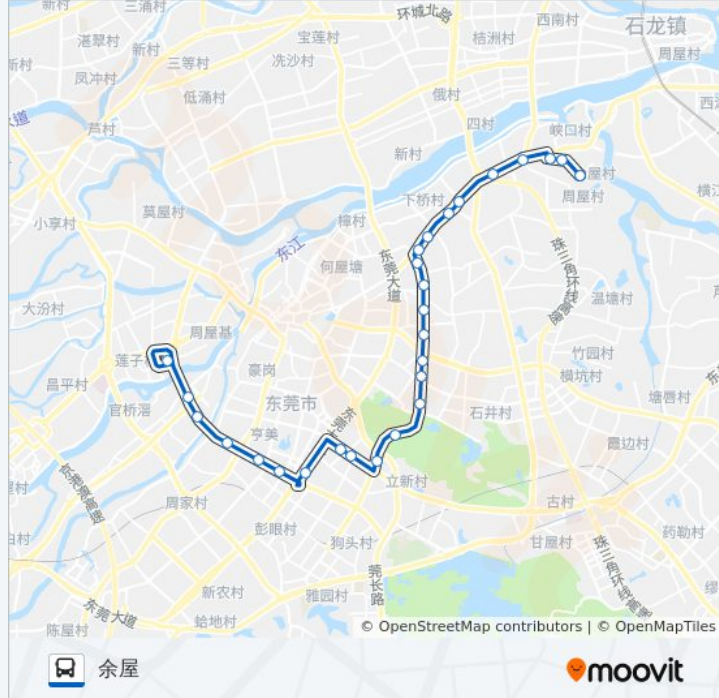 新村
三涌村
环城北路
西南村
石龙镇
湛翠村
新村
宝莲村
桔洲村
三等村
冼沙村
周屋村
凤冲村
低涌村
俄村
芦村
四村
峡口村
新村
屋村
下桥村
周屋村
莫屋村
小享村
樟村
东江
何屋塘
东莞大道
珠三角环线高速
大汾村
温塘村
周屋基
莲子
竹园村
豪岗
横坑村
昌平村
官桥滘
东莞市
石井村
塘唇村
亨美
霞边村
立新村
京港澳高速
周家村
古村
彭眼村
药勒村
狗头村
甘屋村
珠三角环线高速
莞长路
新农村
雅园村
东莞大道
蛤地村
陈屋村
© OpenStreetMap contributors | © OpenMapTiles
余屋
moovit